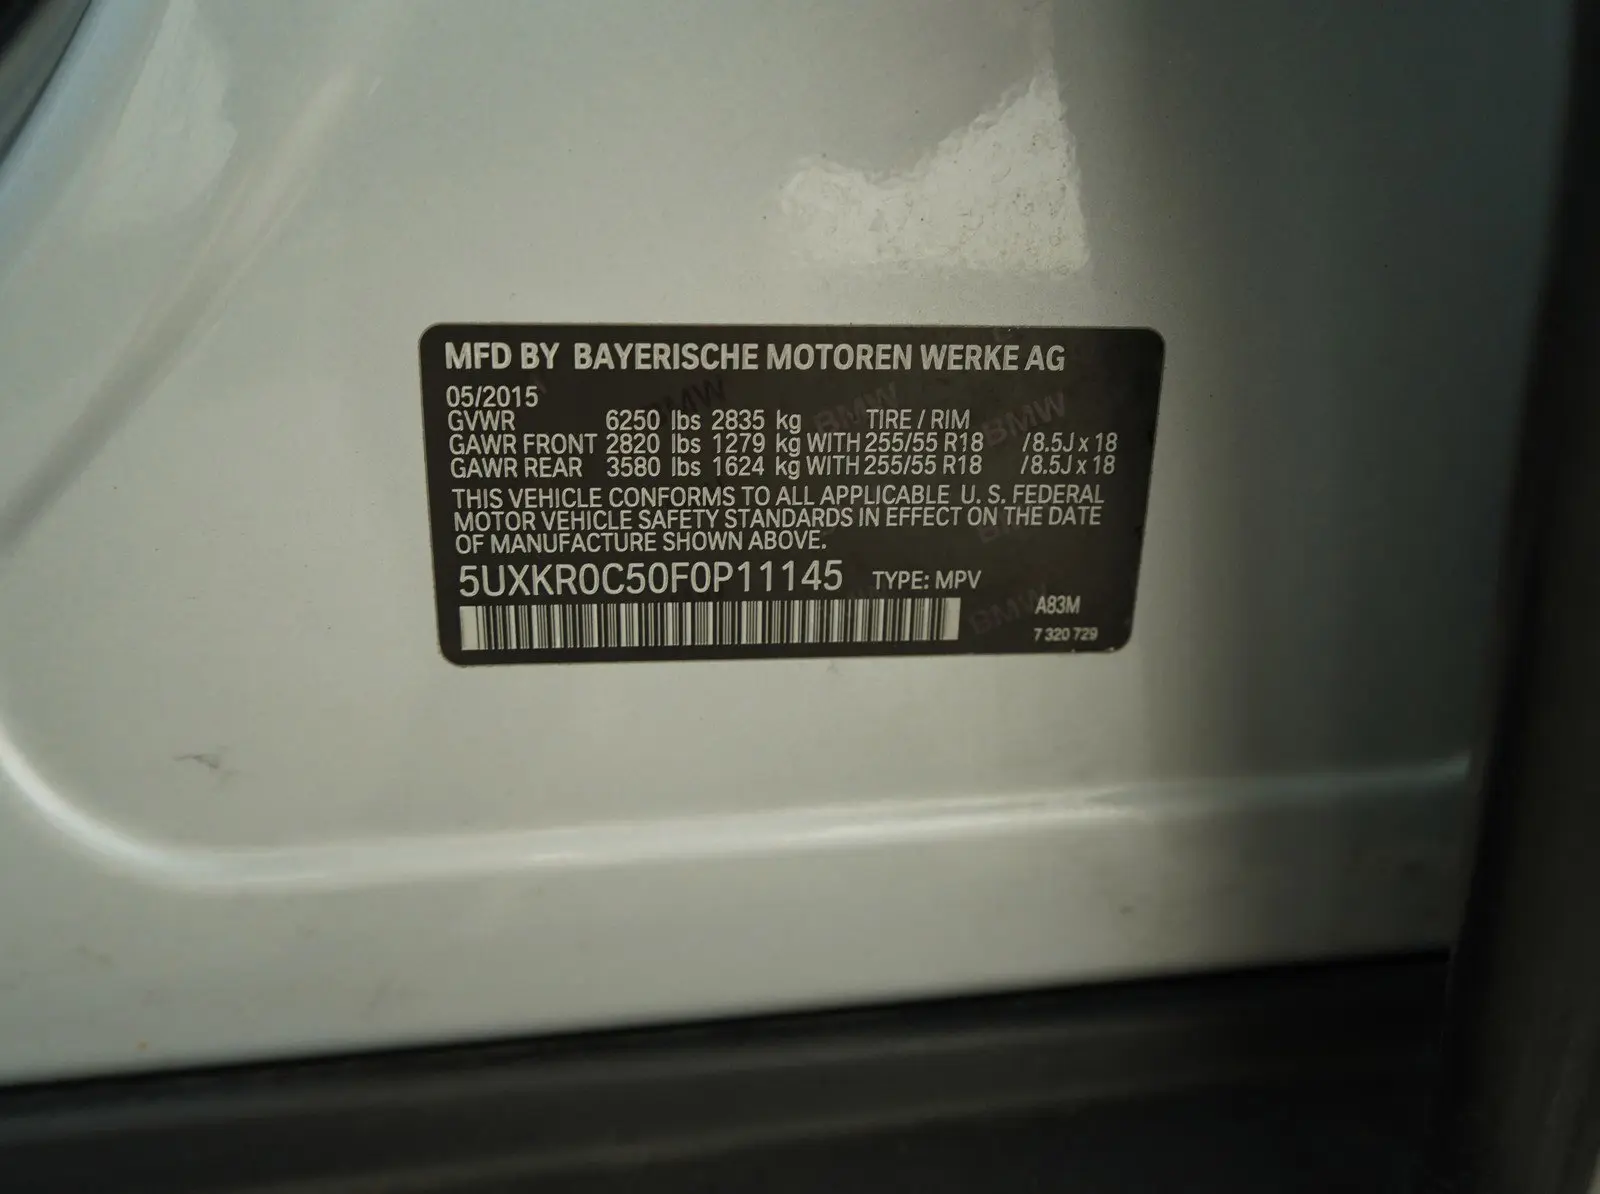 MFD BY BAYERISCHE MOTOREN WERKE AG
05/2015
GVWR 6250 lbs 2835 kg TIRE / RIM
GAWR FRONT 2820 lbs 1279 kg WITH 255/55 R18 /8.5J x 18
GAWR REAR 3580 lbs 1624 kg WITH 255/55 R18 /8.5J x 18
THIS VEHICLE CONFORMS TO ALL APPLICABLE U. S. FEDERAL
MOTOR VEHICLE SAFETY STANDARDS IN EFFECT ON THE DATE
OF MANUFACTURE SHOWN ABOVE.
5UXKR0C50F0P11145 TYPE: MPV
A83M
7 320 729